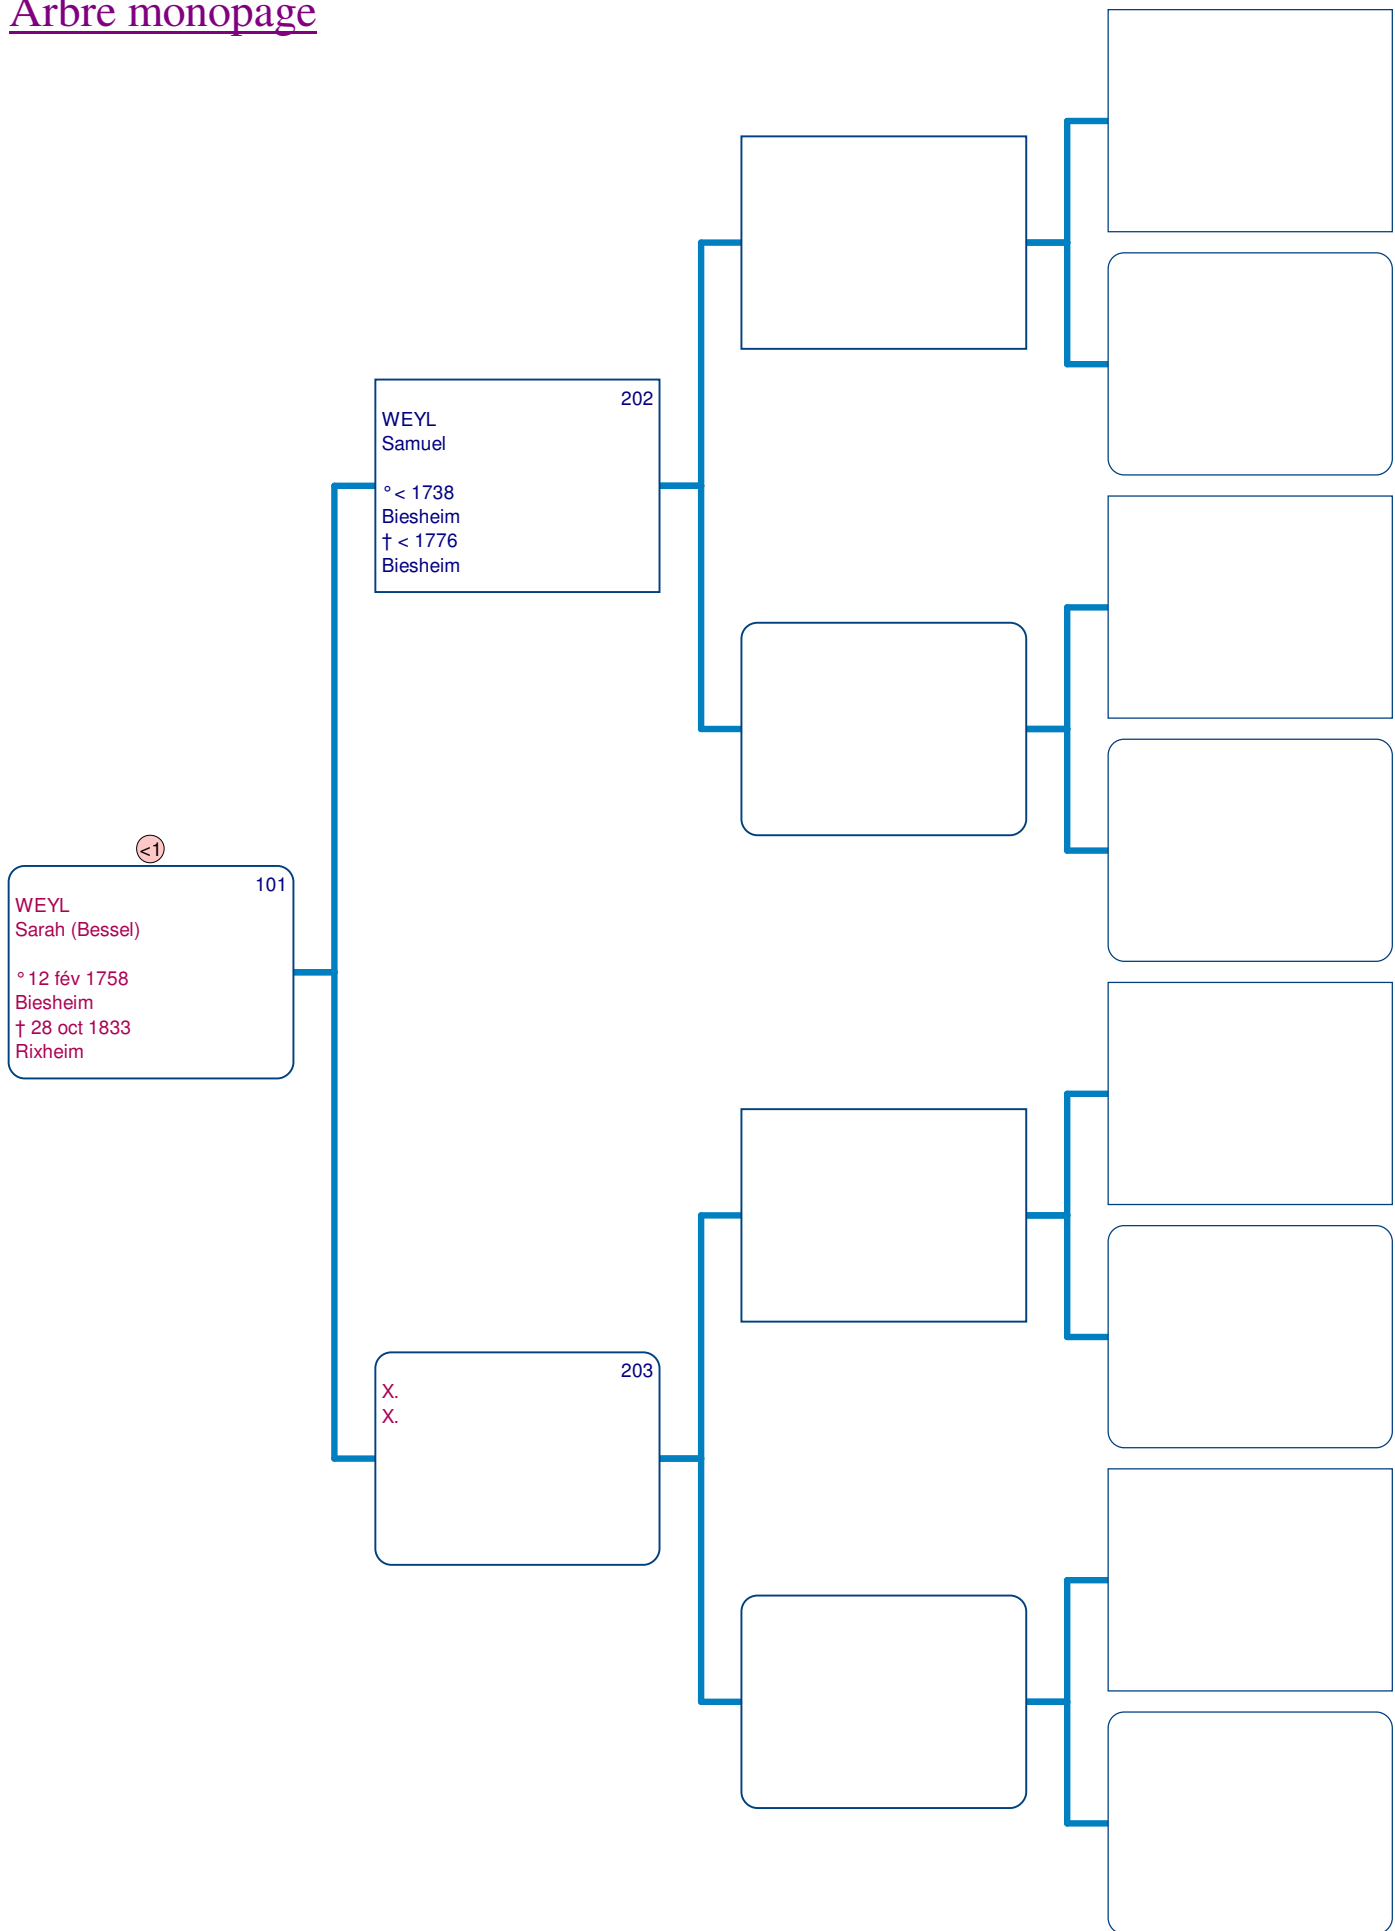 Arbre monopage
202
WEYL
Samuel
° < 1738
Biesheim
† < 1776
Biesheim
<1
101
WEYL
Sarah (Bessel)
° 12 fév 1758
Biesheim
† 28 oct 1833
Rixheim
203
X.
X.